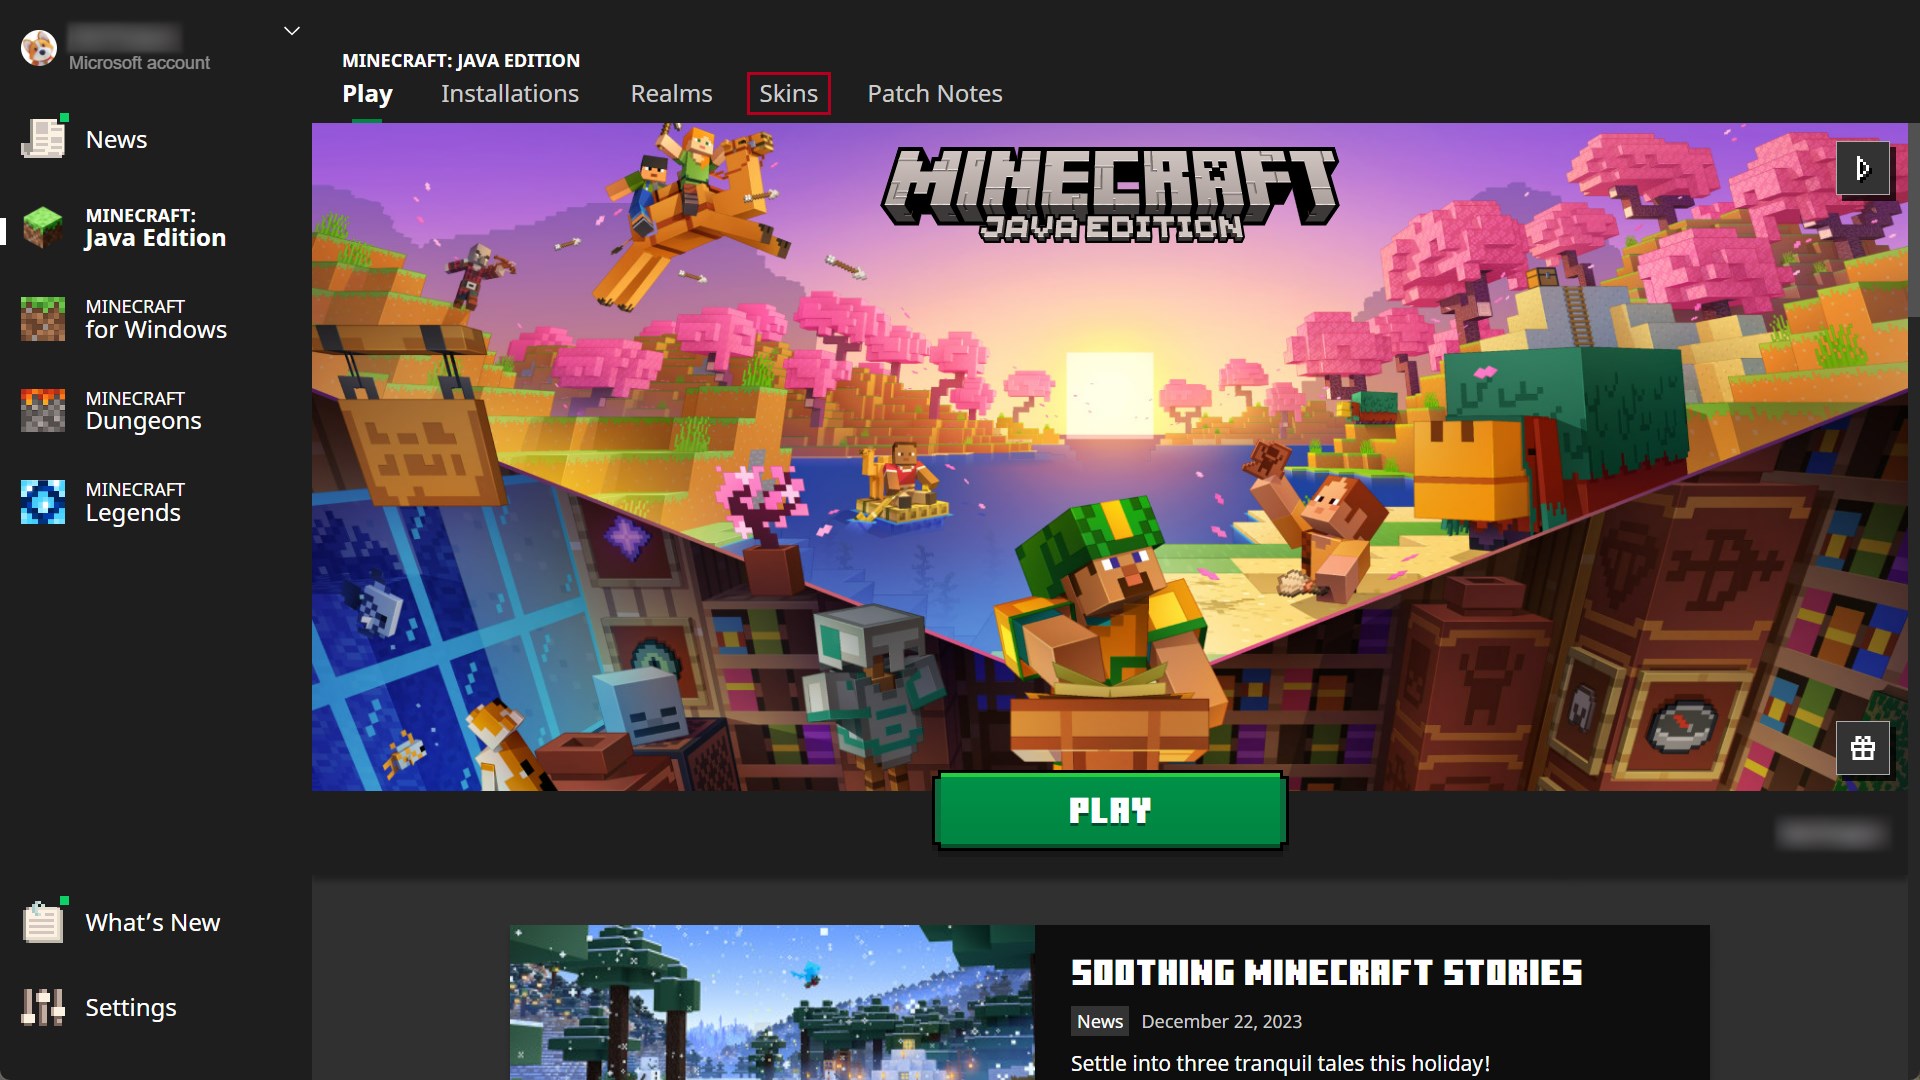 Microsoft account
News
MINECRAFT:
Java Edition
MINECRAFT
for Windows
MINECRAFT
Dungeons
MINECRAFT
Legends
What's New
Settings
MINECRAFT: JAVA EDITION
Play Installations Realms Skins Patch Notes
MINECRAFT
JAVA EDITION
PLAY
SOOTHING MINECRAFT STORIES
News December 22, 2023
Settle into three tranquil tales this holiday!